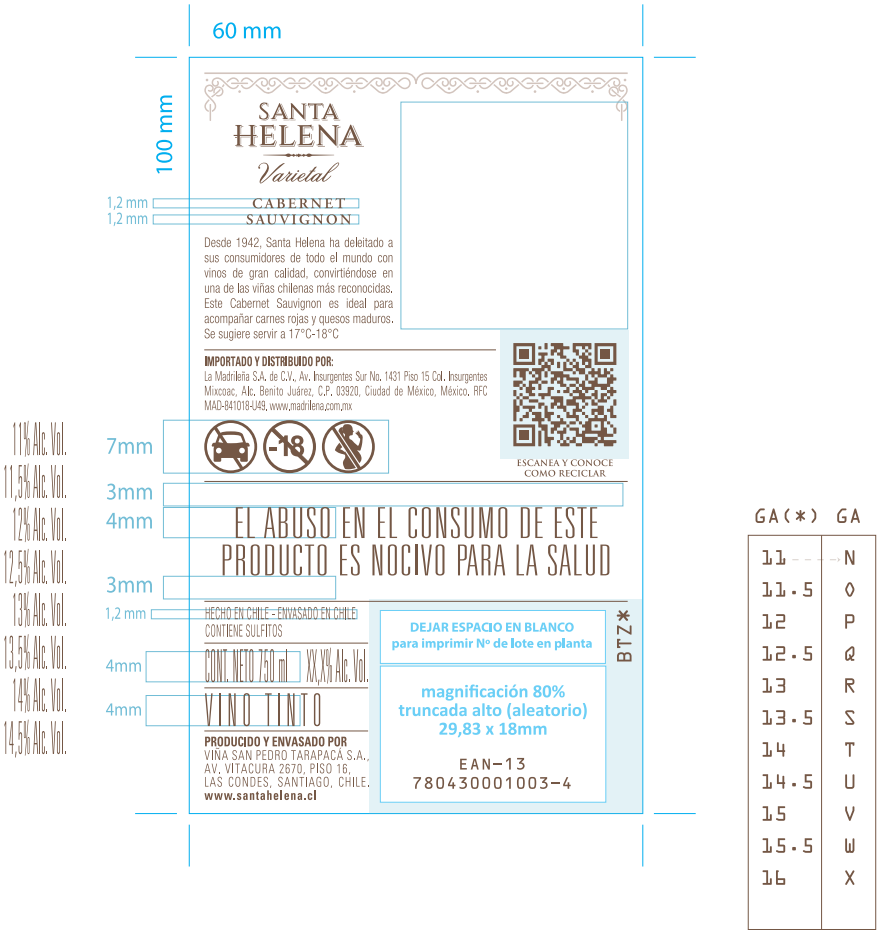 60 mm
100 mm
SANTA
HELENA
Varietal
1,2 mm
CABERNET
1,2 mm
SAUVIGNON
Desde 1942, Santa Helena ha deleitado a
sus consumidores de todo el mundo con
vinos de gran calidad, convirtiéndose en
una de las viñas chilenas más reconocidas.
Este Cabernet Sauvignon es ideal para
acompañar carnes rojas y quesos maduros.
Se sugiere servir a 17°C-18°C
IMPORTADO Y DISTRIBUIDO POR:
La Madrileña S.A. de C.V., Av. Insurgentes Sur No. 1431 Piso 15 Col. Insurgentes
Mixcoac, Alc. Benito Juárez, C.P. 03920, Ciudad de México, México. RFC
MAD-841018-U49, www.madrilena.com.mx
ESCANEA Y CONOCE
COMO RECICLAR
7mm
-18
3mm
4mm
EL ABUSO EN EL CONSUMO DE ESTE
PRODUCTO ES NOCIVO PARA LA SALUD
3mm
1,2 mm
HECHO EN CHILE - ENVASADO EN CHILE
CONTIENE SULFITOS
4mm
CONT. NETO 750 ml
XX,X% Alc. Vol.
4mm
VINO TINTO
PRODUCIDO Y ENVASADO POR
VIÑA SAN PEDRO TARAPACÁ S.A.,
AV. VITACURA 2670, PISO 16,
LAS CONDES, SANTIAGO, CHILE.
www.santahelena.cl
DEJAR ESPACIO EN BLANCO
para imprimir Nº de lote en planta
BTZ*
magnificación 80%
truncada alto (aleatorio)
29,83 x 18mm
EAN-13
780430001003-4
11% Alc. Vol.
11,5% Alc. Vol.
12% Alc. Vol.
12,5% Alc. Vol.
13% Alc. Vol.
13,5% Alc. Vol.
14% Alc. Vol.
14,5% Alc. Vol.
GA(*) GA
11 N
11.5 O
12 P
12.5 Q
13 R
13.5 S
14 T
14.5 U
15 V
15.5 W
16 X